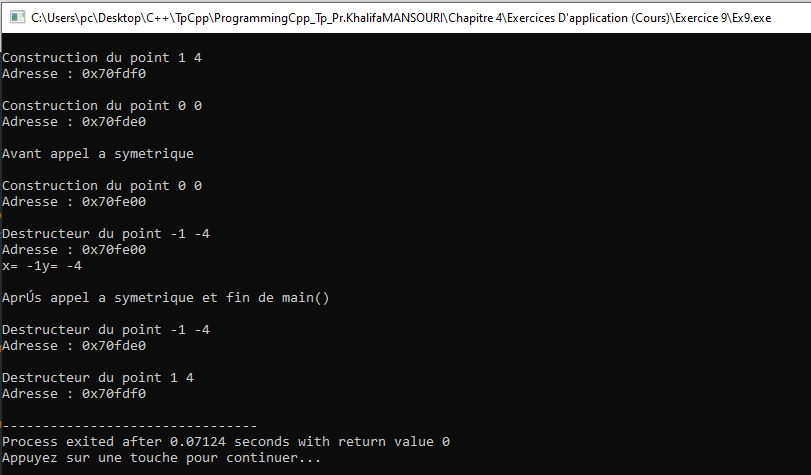 C:\Users\pc\Desktop\C++\TpCpp\ProgrammingCpp_Tp_Pr.KhalifaMANSOURI\Chapitre 4\Exercices D'application (Cours)\Exercice 9\Ex9.exe
Construction du point 1 4
Adresse : 0x70fdf0
Construction du point 0 0
Adresse : 0x70fde0
Avant appel a symetrique
Construction du point 0 0
Adresse : 0x70fe00
Destructeur du point -1 -4
Adresse : 0x70fe00
x= -1y= -4
AprÚs appel a symetrique et fin de main()
Destructeur du point -1 -4
Adresse : 0x70fde0
Destructeur du point 1 4
Adresse : 0x70fdf0
--------------------------------
Process exited after 0.07124 seconds with return value 0
Appuyez sur une touche pour continuer...